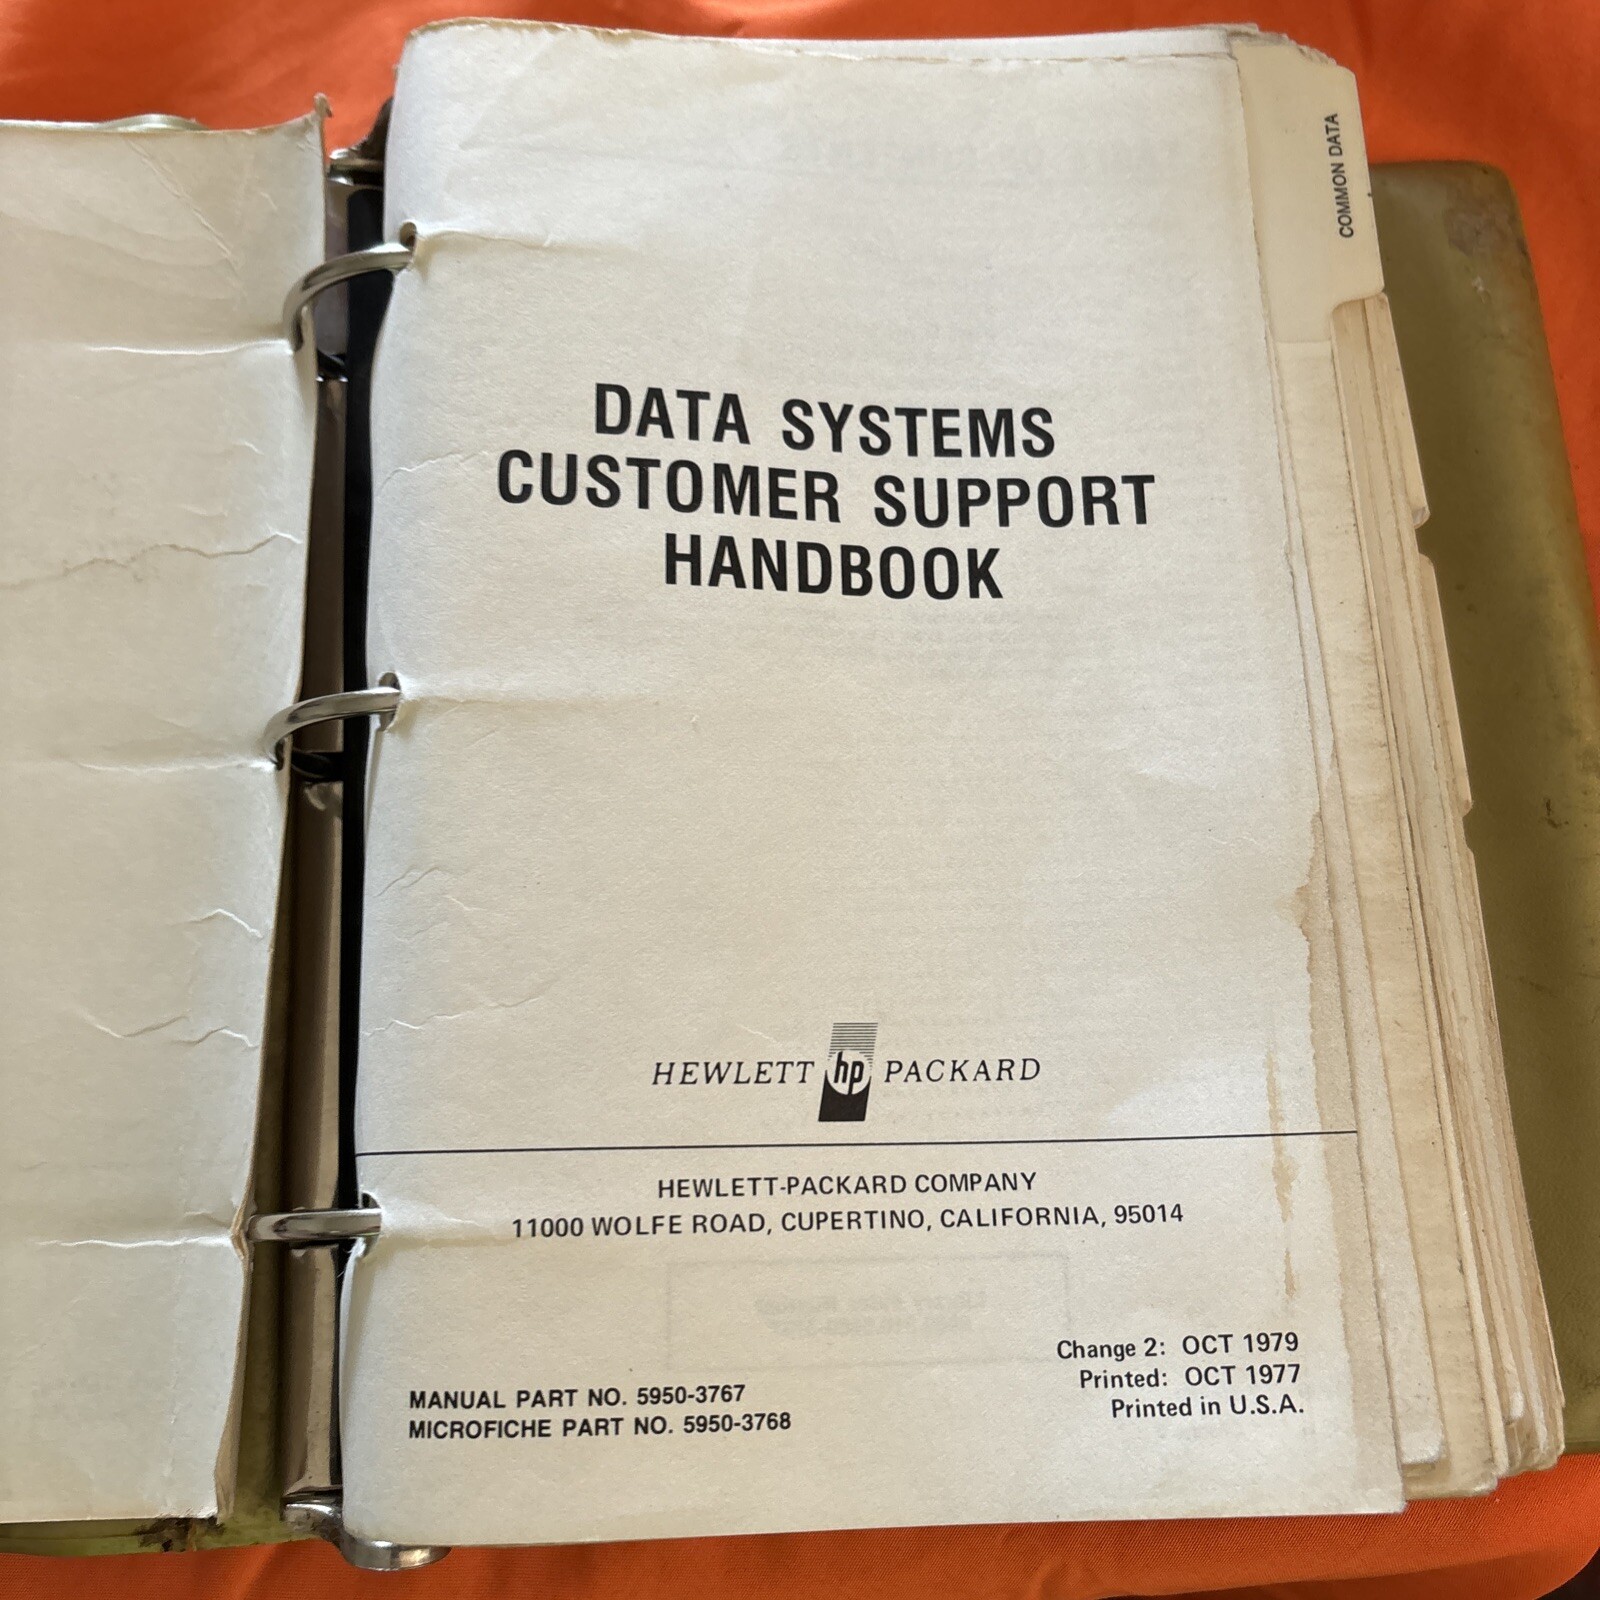 COMMON DATA
DATA SYSTEMS
CUSTOMER SUPPORT
HANDBOOK
HEWLETT hp PACKARD
HEWLETT-PACKARD COMPANY
11000 WOLFE ROAD, CUPERTINO, CALIFORNIA, 95014
Change 2: OCT 1979
Printed: OCT 1977
Printed in U.S.A.
MANUAL PART NO. 5950-3767
MICROFICHE PART NO. 5950-3768